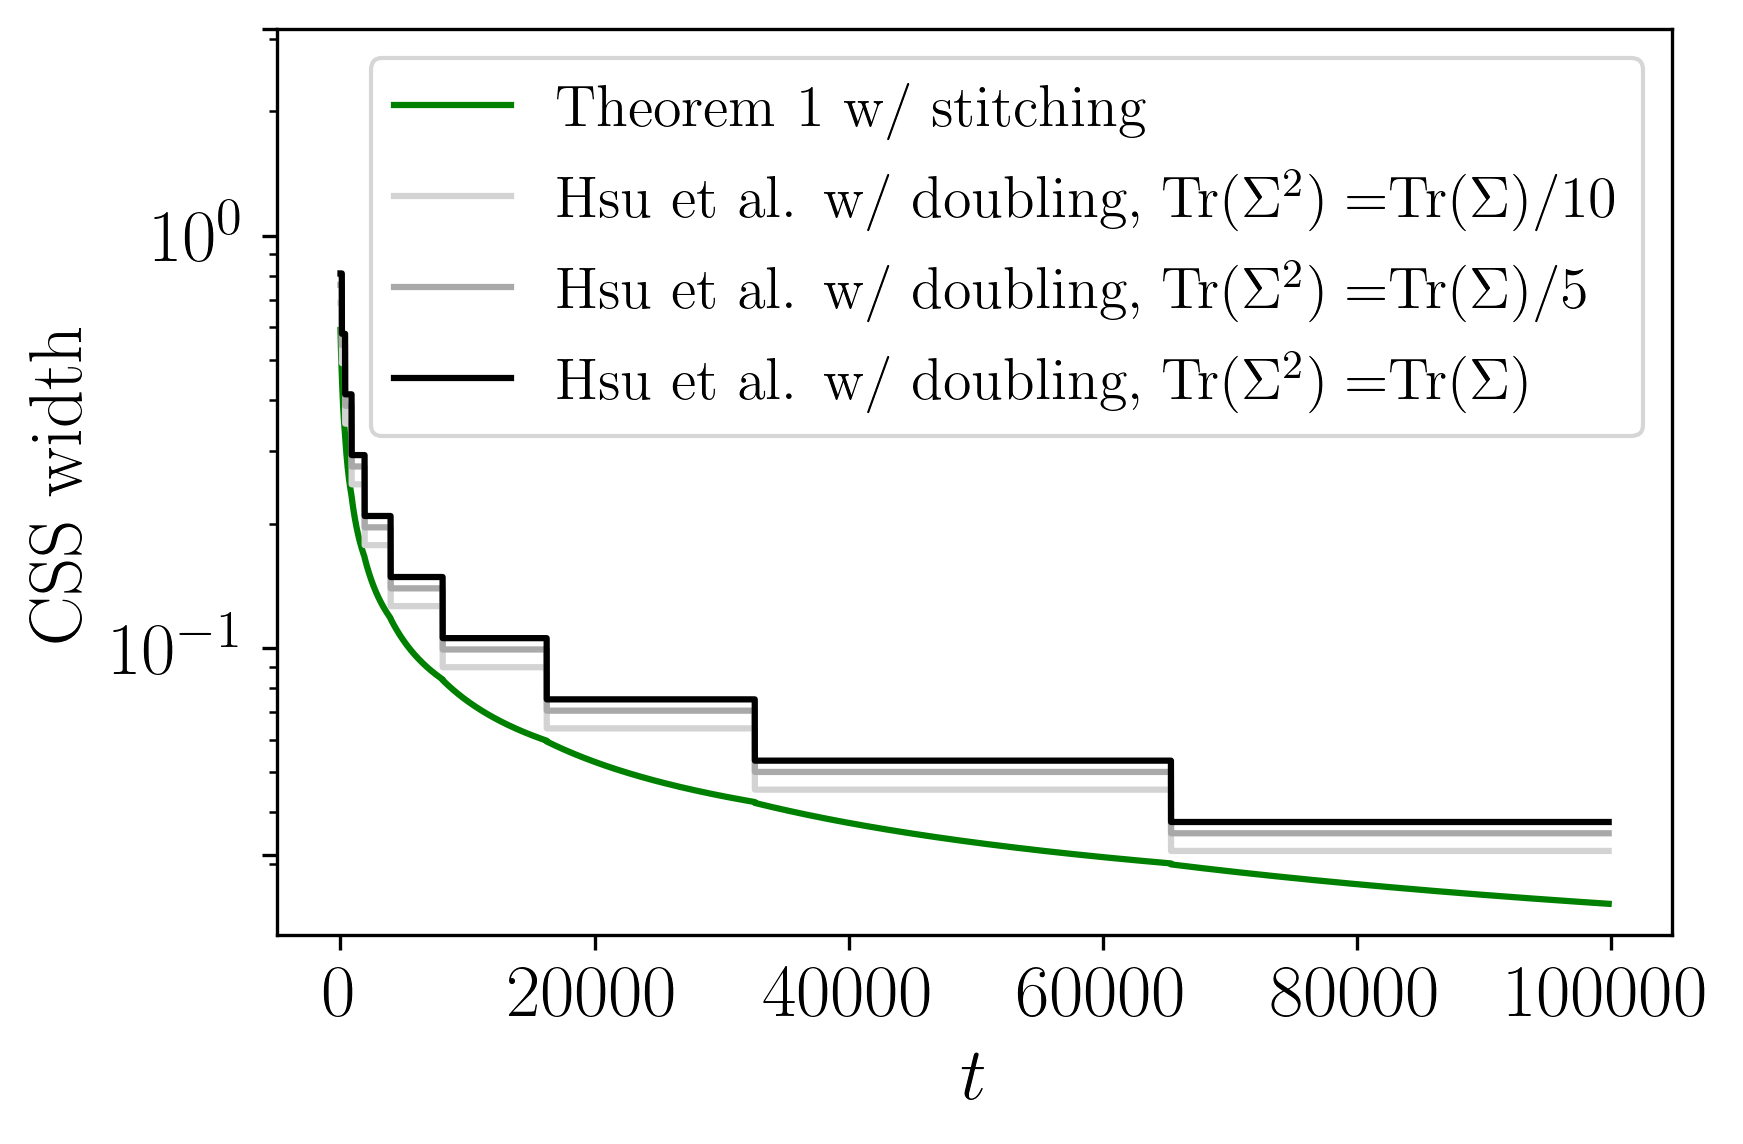 Theorem 1 w/ stitching
Hsu et al. w/ doubling, Tr(Σ²) =Tr(Σ)/10
Hsu et al. w/ doubling, Tr(Σ²) =Tr(Σ)/5
Hsu et al. w/ doubling, Tr(Σ²) =Tr(Σ)
CSS width
10⁰
10⁻¹
0 20000 40000 60000 80000 100000
t